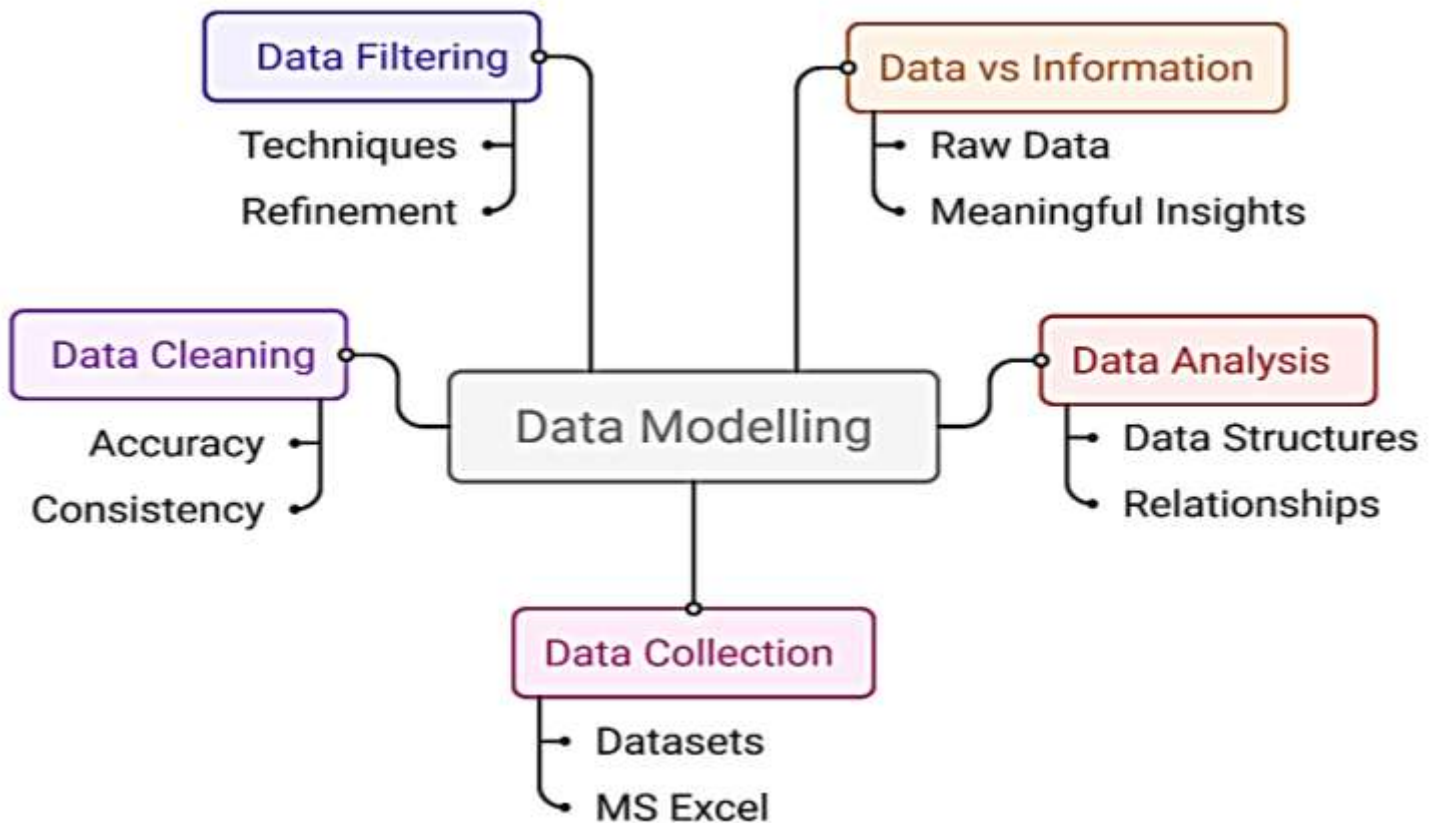 Data Filtering
Techniques
Refinement
Data vs Information
Raw Data
Meaningful Insights
Data Cleaning
Accuracy
Consistency
Data Modelling
Data Analysis
Data Structures
Relationships
Data Collection
Datasets
MS Excel